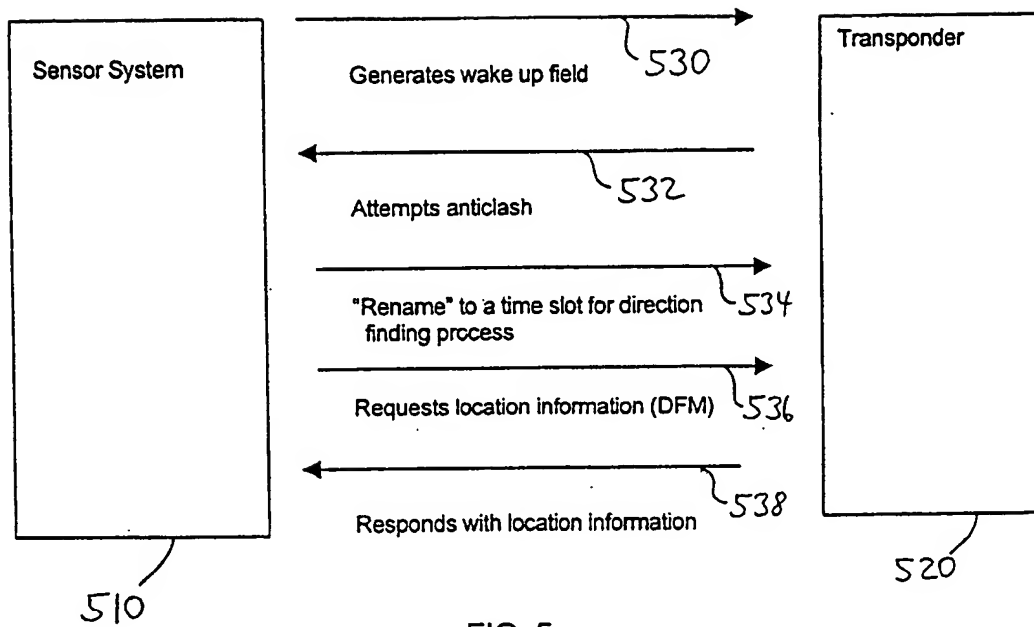 Sensor System
Transponder
530
Generates wake up field
532
Attempts anticlash
534
"Rename" to a time slot for direction
finding process
536
Requests location information (DFM)
538
Responds with location information
510
520